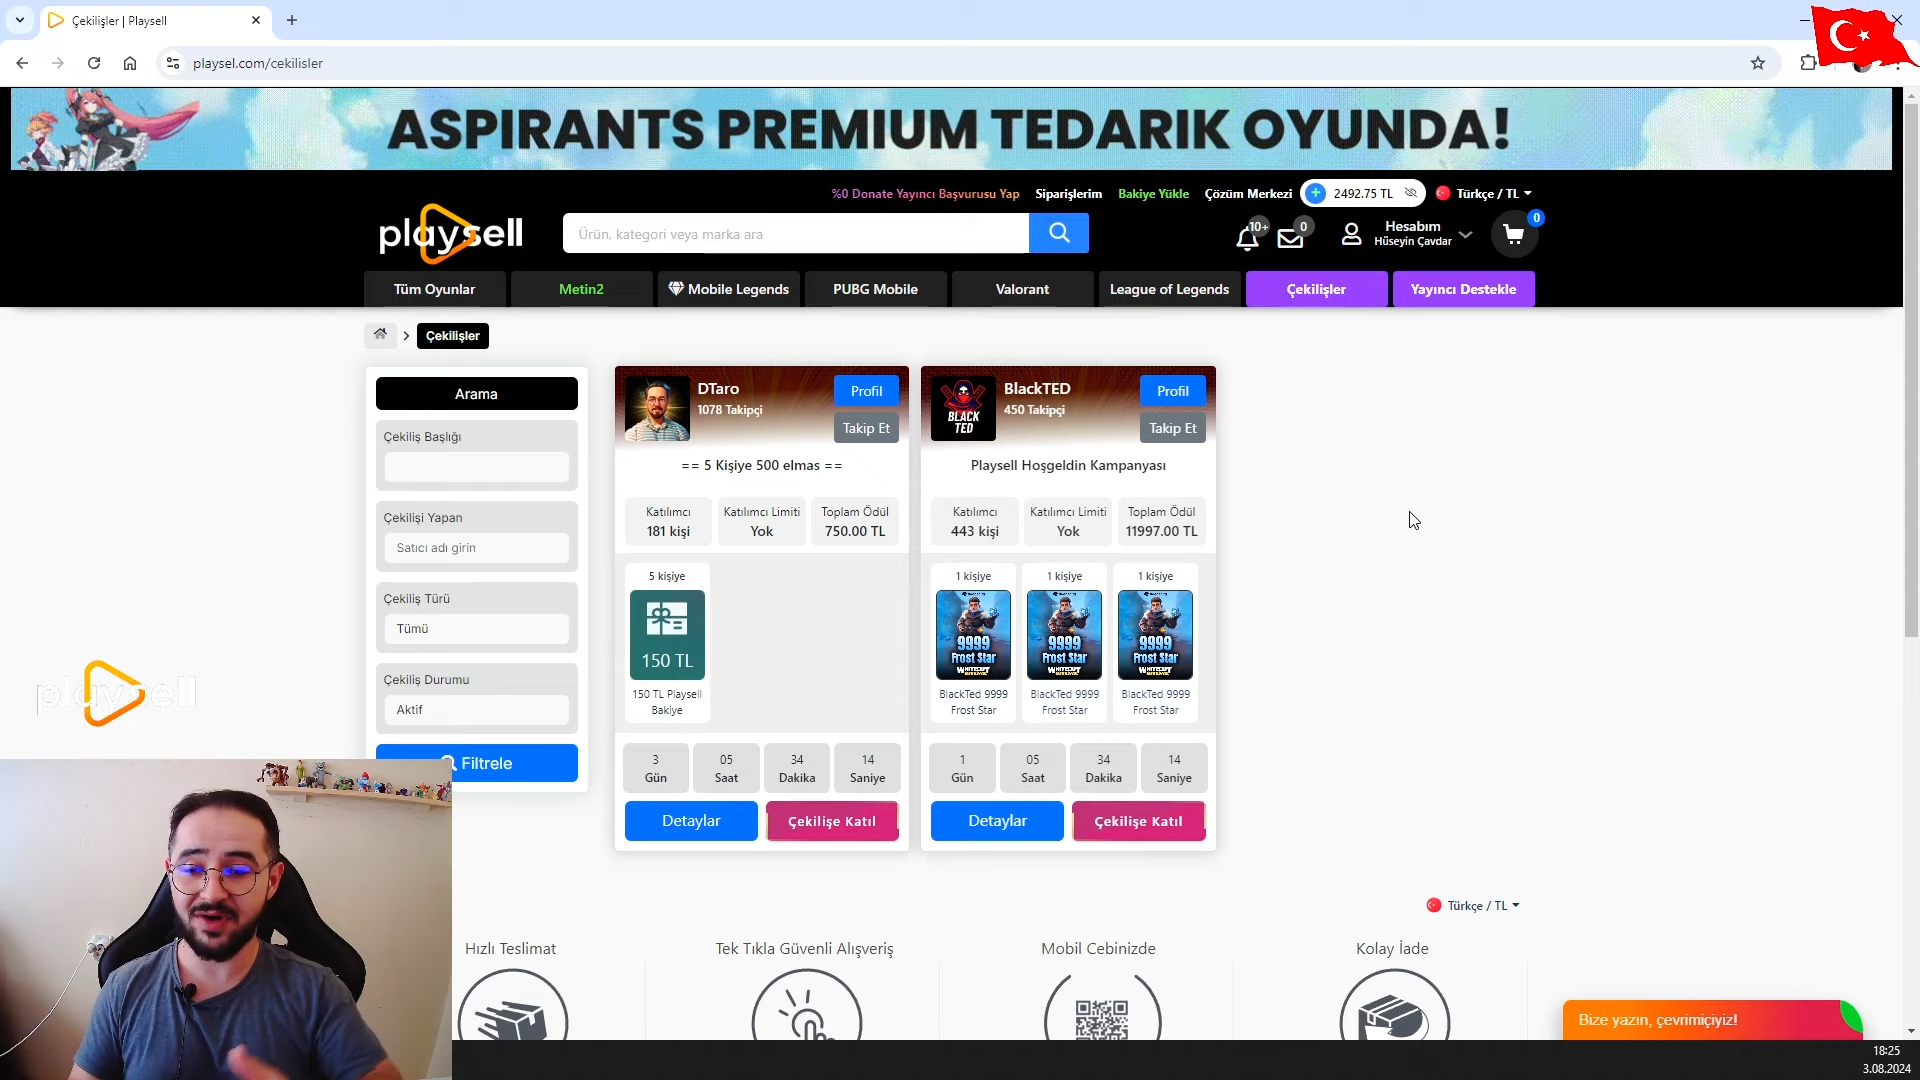 Çekilişler | Playsell
playsel.com/cekilisler
ASPIRANTS PREMIUM TEDARIK OYUNDA!
%0 Donate Yayıncı Başvurusu Yap
Siparişlerim
Bakiye Yükle
Çözüm Merkezi
2492.75 TL
Türkçe / TL
playsell
Ürün, kategori veya marka ara
10+
0
Hesabım
Hüseyin Çavdar
0
Tüm Oyunlar
Metin2
Mobile Legends
PUBG Mobile
Valorant
League of Legends
Çekilişler
Yayıncı Destekle
Çekilişler
Arama
Çekiliş Başlığı
Çekilişi Yapan
Satıcı adı girin
Çekiliş Türü
Tümü
Çekiliş Durumu
Aktif
Filtrele
DTaro
1078 Takipçi
Profil
Takip Et
== 5 Kişiye 500 elmas ==
Katılımcı
181 kişi
Katılımcı Limiti
Yok
Toplam Ödül
750.00 TL
5 kişiye
150 TL
150 TL Playsell
Bakiye
3
Gün
05
Saat
34
Dakika
14
Saniye
Detaylar
Çekilişe Katıl
BLACK
TED
BlackTED
450 Takipçi
Profil
Takip Et
Playsell Hoşgeldin Kampanyası
Katılımcı
443 kişi
Katılımcı Limiti
Yok
Toplam Ödül
11997.00 TL
1 kişiye
9999
Frost Star
BlackTed 9999
Frost Star
1 kişiye
9999
Frost Star
BlackTed 9999
Frost Star
1 kişiye
9999
Frost Star
BlackTed 9999
Frost Star
1
Gün
05
Saat
34
Dakika
14
Saniye
Detaylar
Çekilişe Katıl
playsell
Türkçe / TL
Hızlı Teslimat
Tek Tıkla Güvenli Alışveriş
Mobil Cebinizde
Kolay İade
Bize yazın, çevrimiçiyiz!
18:25
3.08.2024